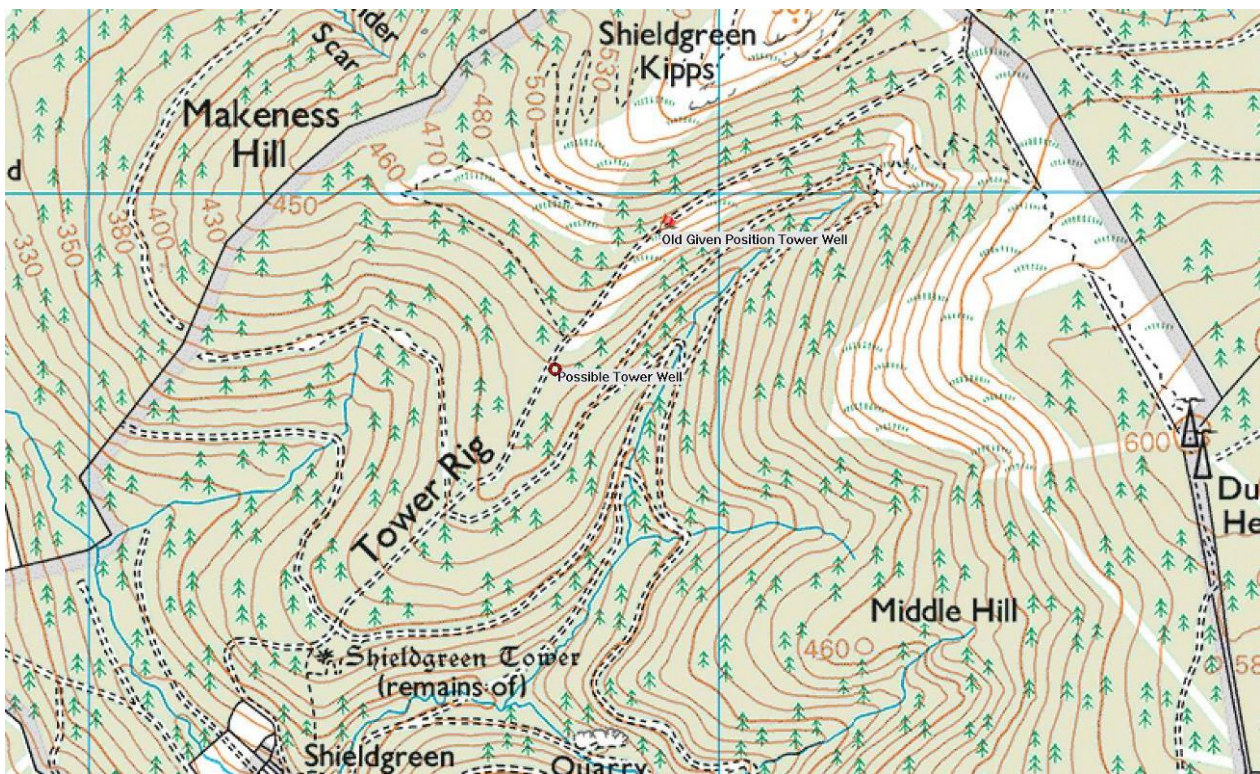 Scar
Shieldgreen
Kipps
530
500
480
470
460
450
Makeness
Hill
d
430
400
380
350
330
Old Given Position Tower Well
Possible Tower Well
Tower Rig
600
Du
He
Middle Hill
460
Shieldgreen Tower
(remains of)
Shieldgreen
Quarry